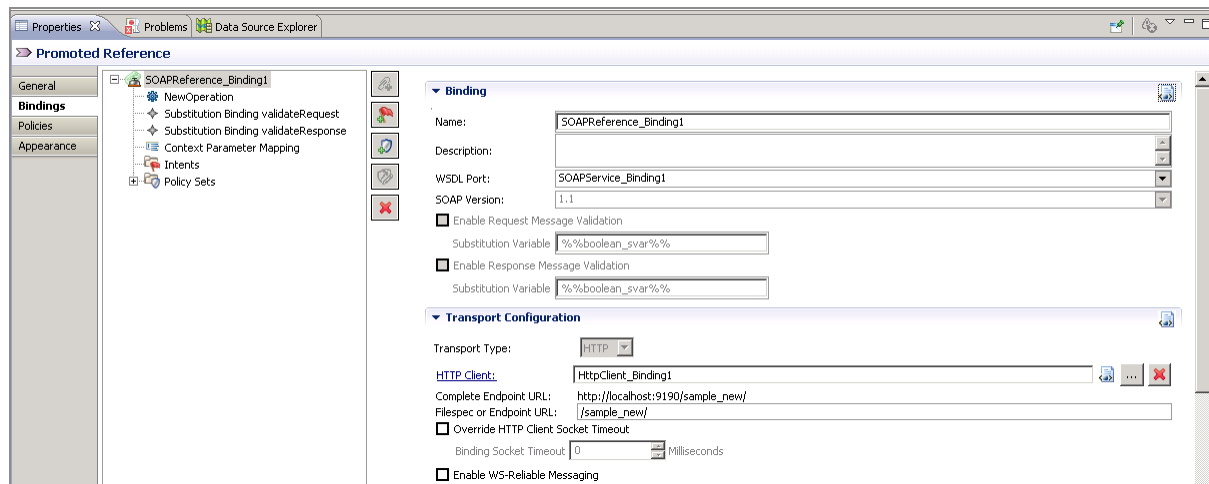 Properties Problems Data Source Explorer
Promoted Reference
General
Bindings
Policies
Appearance
SOAPReference_Binding1
NewOperation
Substitution Binding validateRequest
Substitution Binding validateResponse
Context Parameter Mapping
Intents
Policy Sets
Binding
Name: SOAPReference_Binding1
Description:
WSDL Port: SOAPService_Binding1
SOAP Version: 1.1
Enable Request Message Validation
Substitution Variable %%boolean_svar%%
Enable Response Message Validation
Substitution Variable %%boolean_svar%%
Transport Configuration
Transport Type: HTTP
HTTP Client: HttpClient_Binding1 ...
Complete Endpoint URL: http://localhost:9190/sample_new/
Filespec or Endpoint URL: /sample_new/
Override HTTP Client Socket Timeout
Binding Socket Timeout 0 Milliseconds
Enable WS-Reliable Messaging